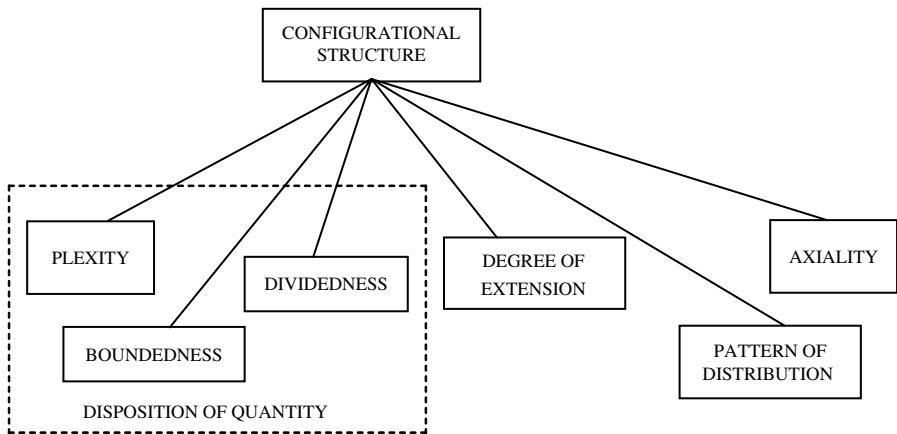 CONFIGURATIONAL
STRUCTURE
PLEXITY
DIVIDEDNESS
BOUNDEDNESS
DISPOSITION OF QUANTITY
DEGREE OF
EXTENSION
PATTERN OF
DISTRIBUTION
AXIALITY